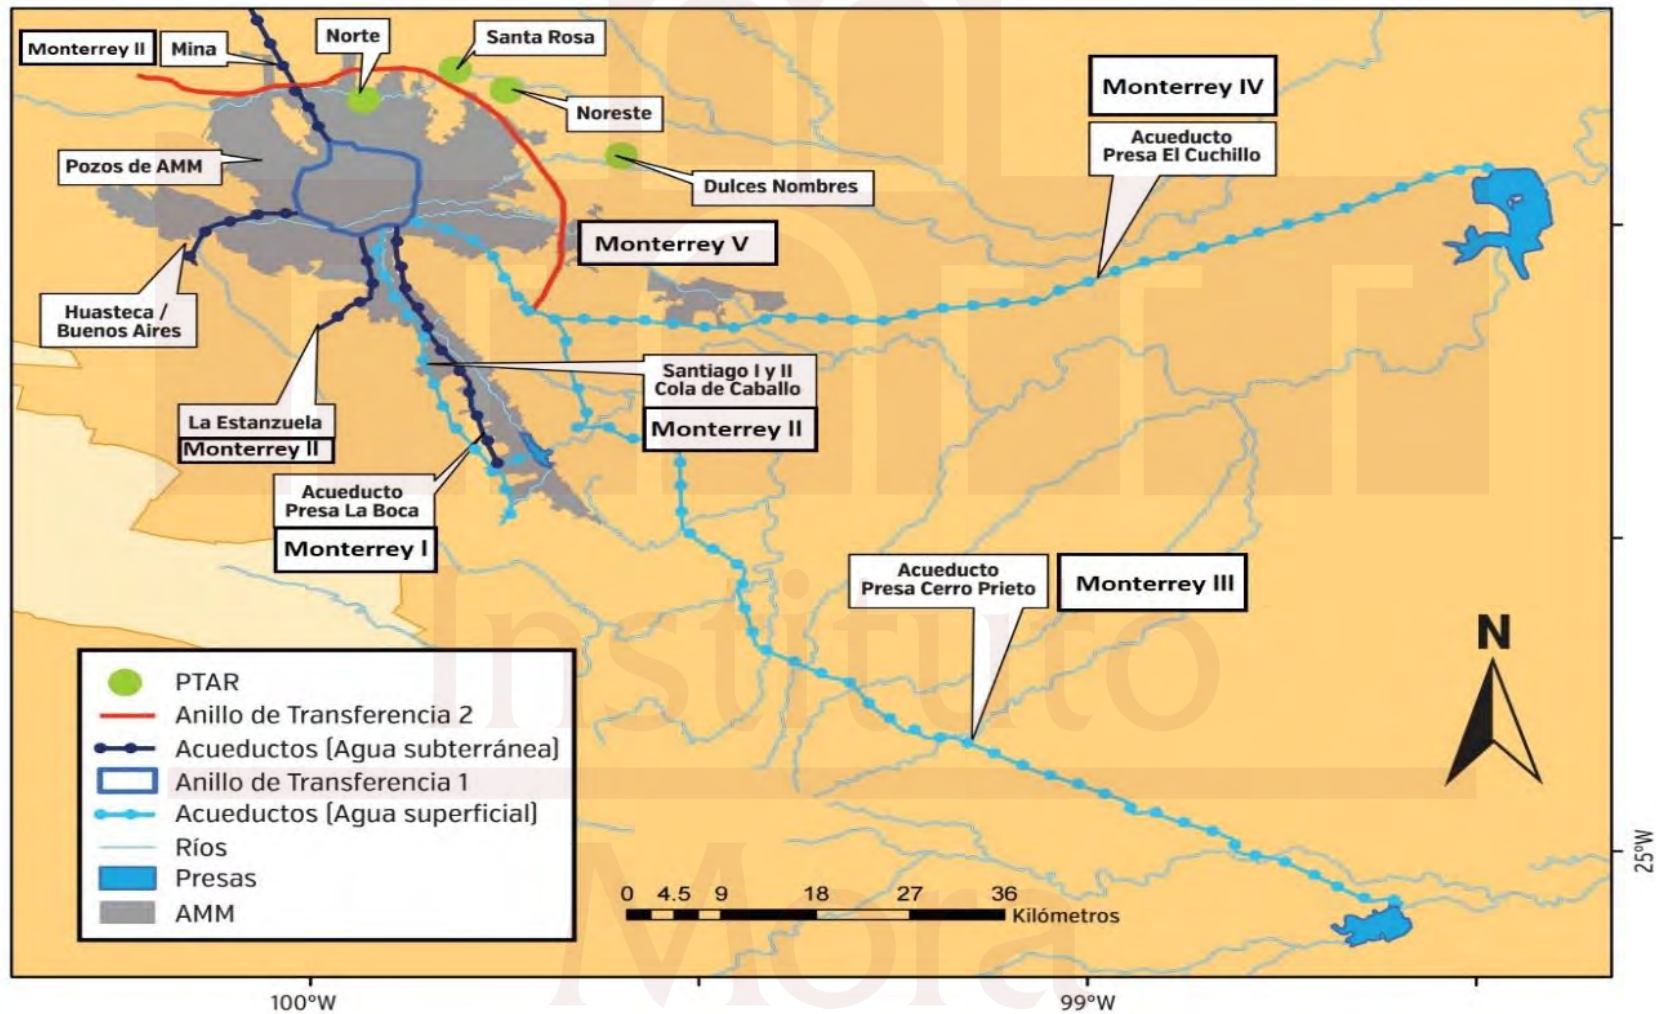 Monterrey II
Mina
Norte
Santa Rosa
Noreste
Monterrey IV
Acueducto
Presa El Cuchillo
Pozos de AMM
Dulces Nombres
Monterrey V
Huasteca /
Buenos Aires
Santiago I y II
Cola de Caballo
Monterrey II
La Estanzuela
Monterrey II
Acueducto
Presa La Boca
Monterrey I
Acueducto
Presa Cerro Prieto
Monterrey III
N
PTAR
Anillo de Transferencia 2
Acueductos (Agua subterránea)
Anillo de Transferencia 1
Acueductos (Agua superficial)
Ríos
Presas
AMM
0 4.5 9 18 27 36
Kilómetros
25°W
100°W
99°W
Instituto
Mora